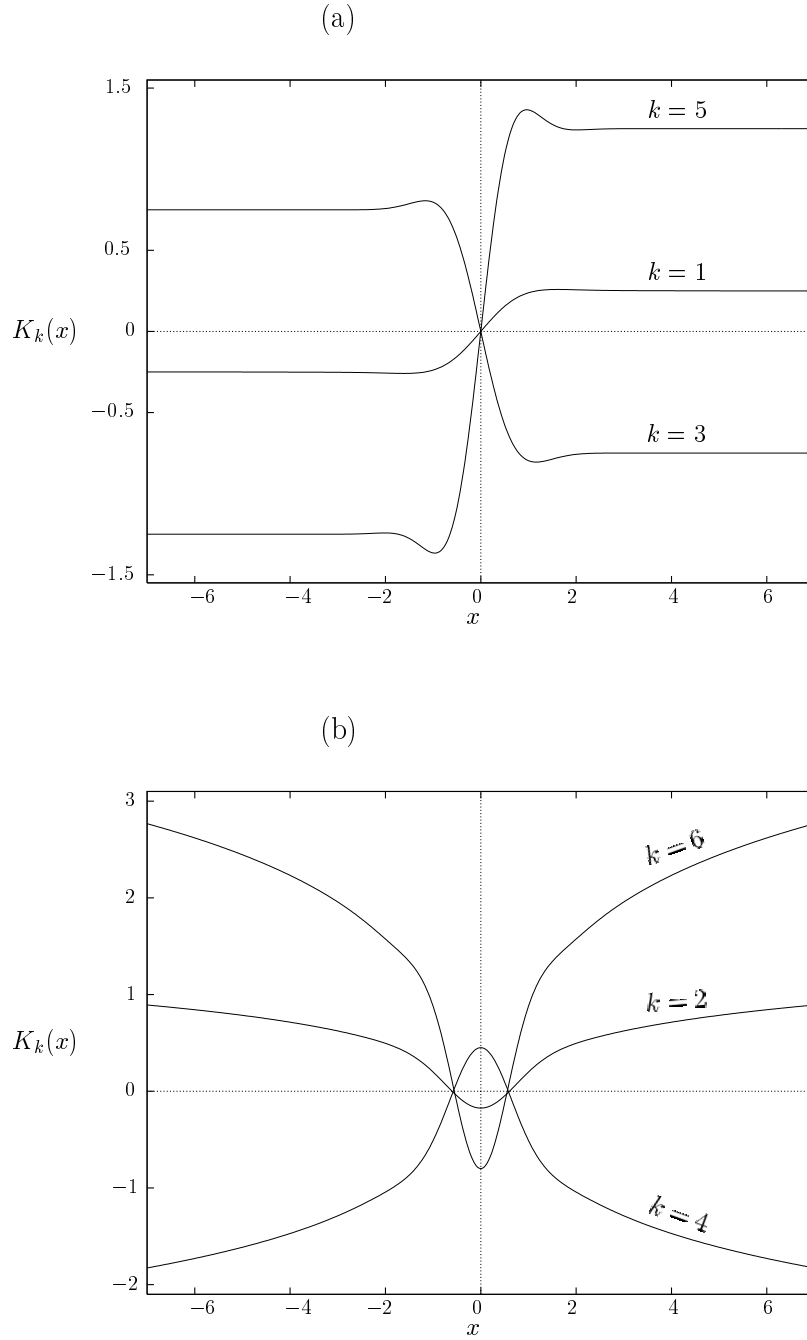 (a)
1.5
k = 5
0.5
k = 1
K_k(x)
0
−0.5
k = 3
−1.5
−6 −4 −2 0 2 4 6
x
(b)
3
k = 6
2
1
k = 2
K_k(x)
0
−1
k = 4
−2
−6 −4 −2 0 2 4 6
x